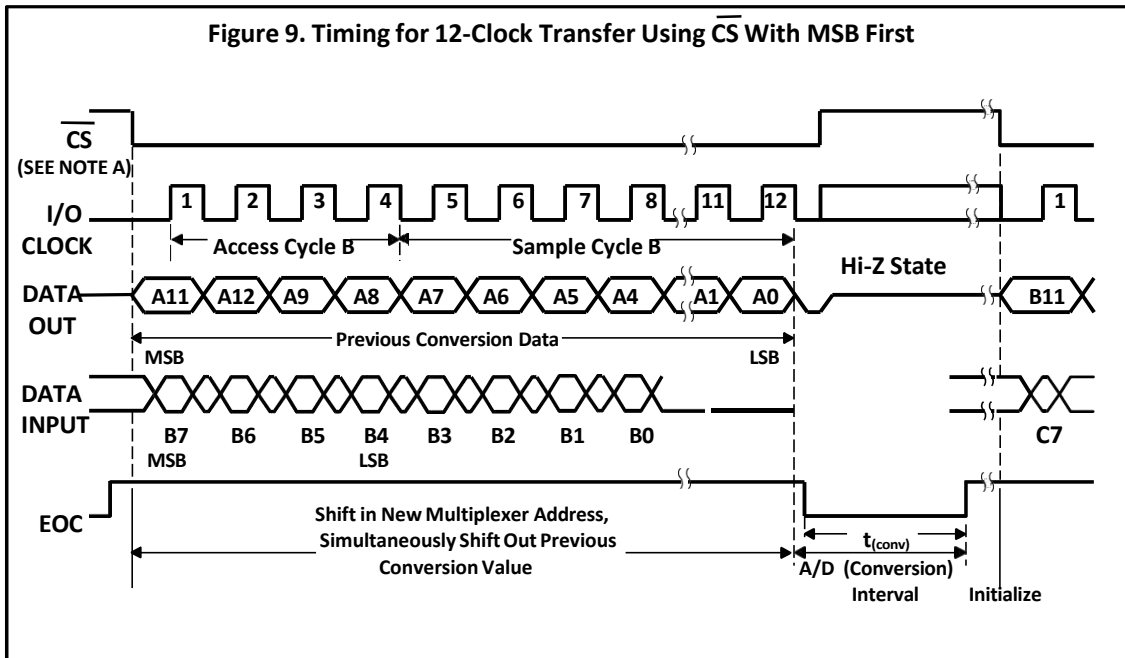 Figure 9. Timing for 12-Clock Transfer Using CS With MSB First
CS
(SEE NOTE A)
I/O
CLOCK
1 2 3 4 5 6 7 8 11 12 1
Access Cycle B Sample Cycle B
Hi-Z State
DATA
OUT
A11 A12 A9 A8 A7 A6 A5 A4 A1 A0 B11
Previous Conversion Data
MSB LSB
DATA
INPUT
B7 B6 B5 B4 B3 B2 B1 B0 C7
MSB LSB
EOC
Shift in New Multiplexer Address,
Simultaneously Shift Out Previous
Conversion Value
t(conv)
A/D (Conversion)
Interval
Initialize